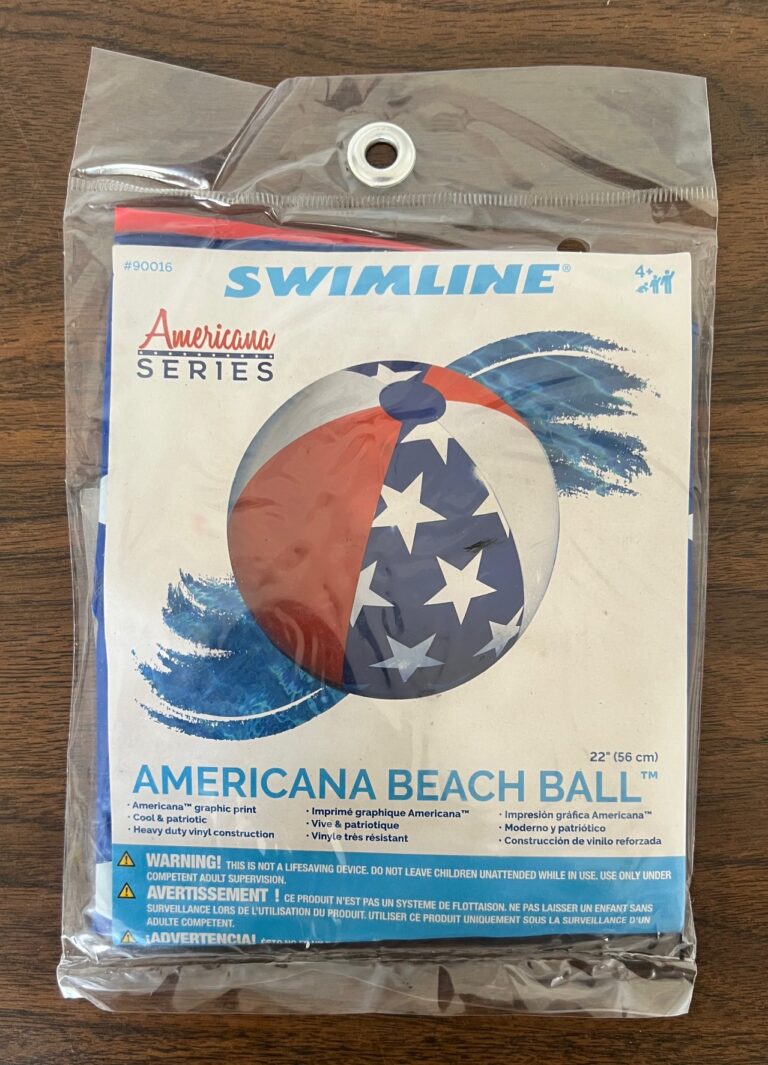 #90016
SWIMLINE®
4+
Americana
SERIES
22" (56 cm)
AMERICANA BEACH BALL™
· Americana™ graphic print
· Cool & patriotic
· Heavy duty vinyl construction
· Imprimé graphique Americana™
· Vive & patriotique
· Vinyle très résistant
· Impresión gráfica Americana™
· Moderno y patriótico
· Construcción de vinilo reforzada
WARNING! THIS IS NOT A LIFESAVING DEVICE. DO NOT LEAVE CHILDREN UNATTENDED WHILE IN USE. USE ONLY UNDER
COMPETENT ADULT SUPERVISION.
AVERTISSEMENT ! CE PRODUIT N'EST PAS UN SYSTEME DE FLOTTAISON. NE PAS LAISSER UN ENFANT SANS
SURVEILLANCE LORS DE L'UTILISATION DU PRODUIT. UTILISER CE PRODUIT UNIQUEMENT SOUS LA SURVEILLANCE D'UN
ADULTE COMPETENT.
¡ADVERTENCIA! ÉSTO NO